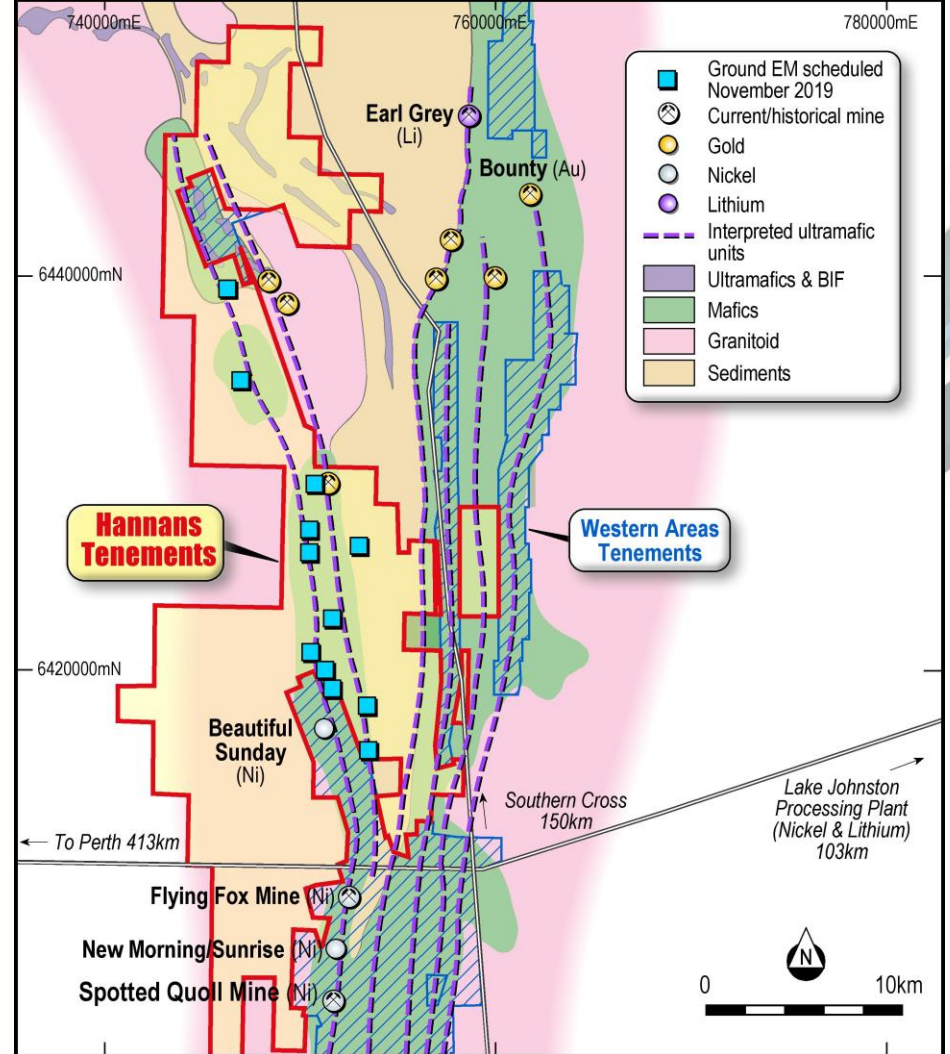 740000mE
760000mE
780000mE
Ground EM scheduled
November 2019
Current/historical mine
Gold
Nickel
Lithium
Interpreted ultramafic
units
Ultramafics & BIF
Mafics
Granitoid
Sediments
Earl Grey
(Li)
Bounty (Au)
6440000mN
Hannans
Tenements
Western Areas
Tenements
6420000mN
Beautiful
Sunday
(Ni)
Southern Cross
150km
Lake Johnston
Processing Plant
(Nickel & Lithium)
103km
To Perth 413km
Flying Fox Mine (Ni)
New Morning/Sunrise (Ni)
Spotted Quoll Mine (Ni)
N
0
10km